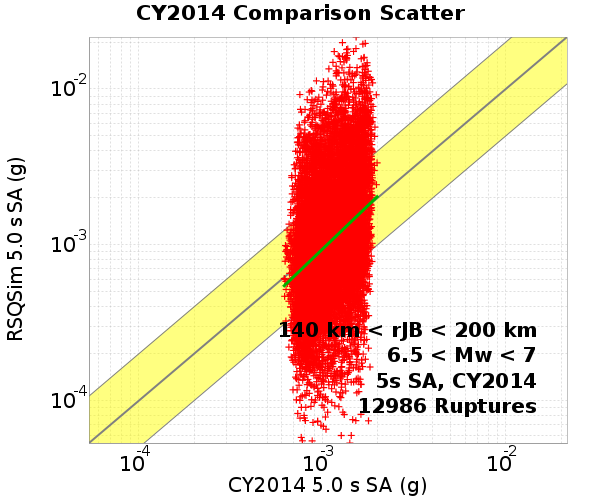 CY2014 Comparison Scatter
RSQSim 5.0 s SA (g)
10-2
10-3
10-4
140 km < rJB < 200 km
6.5 < Mw < 7
5s SA, CY2014
12986 Ruptures
10-4 10-3 10-2
CY2014 5.0 s SA (g)